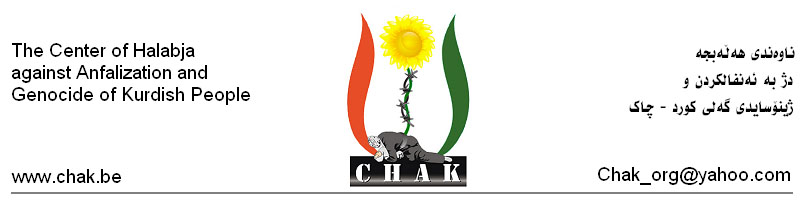 The Center of Halabja
against Anfalization and
Genocide of Kurdish People
www.chak.be
CHAK
ناوەندی هەڵەبجە
دژ بە ئەنفالکردن و
ژینۆسایدی گەلی کورد - چاک
Chak_org@yahoo.com